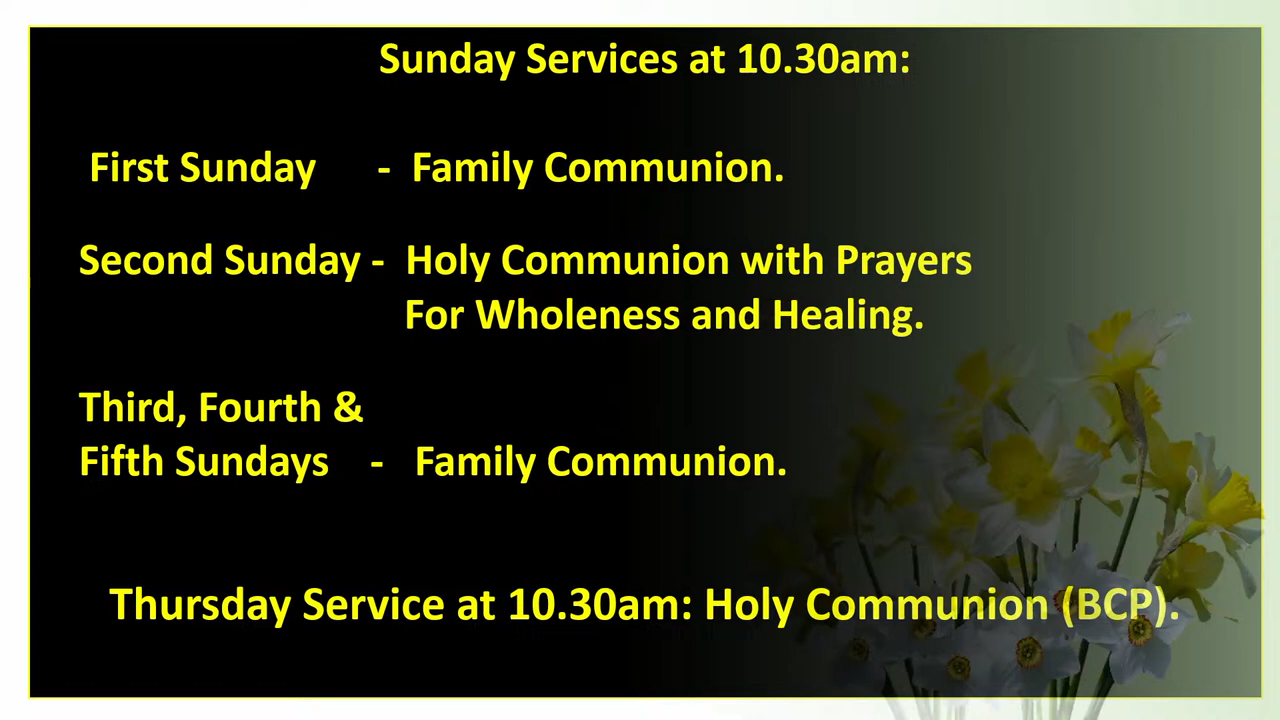 Sunday Services at 10.30am:
First Sunday - Family Communion.
Second Sunday - Holy Communion with Prayers
For Wholeness and Healing.
Third, Fourth &
Fifth Sundays - Family Communion.
Thursday Service at 10.30am: Holy Communion (BCP).